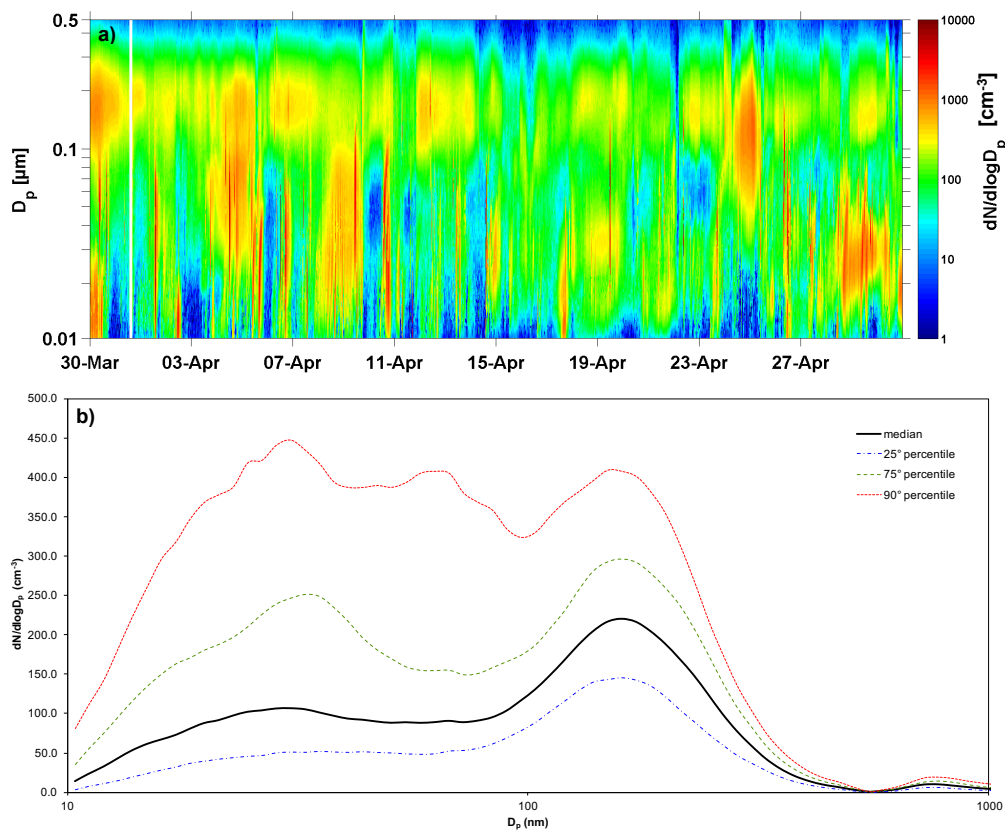 a)
0.5
0.1
0.01
D_p [µm]
30-Mar 03-Apr 07-Apr 11-Apr 15-Apr 19-Apr 23-Apr 27-Apr
10000
1000
100
10
1
dN/dlogD_p [cm⁻³]
b)
500.0
450.0
400.0
350.0
300.0
250.0
200.0
150.0
100.0
50.0
0.0
dN/dlogD_p (cm⁻³)
median
25° percentile
75° percentile
90° percentile
10 100 1000
D_p (nm)